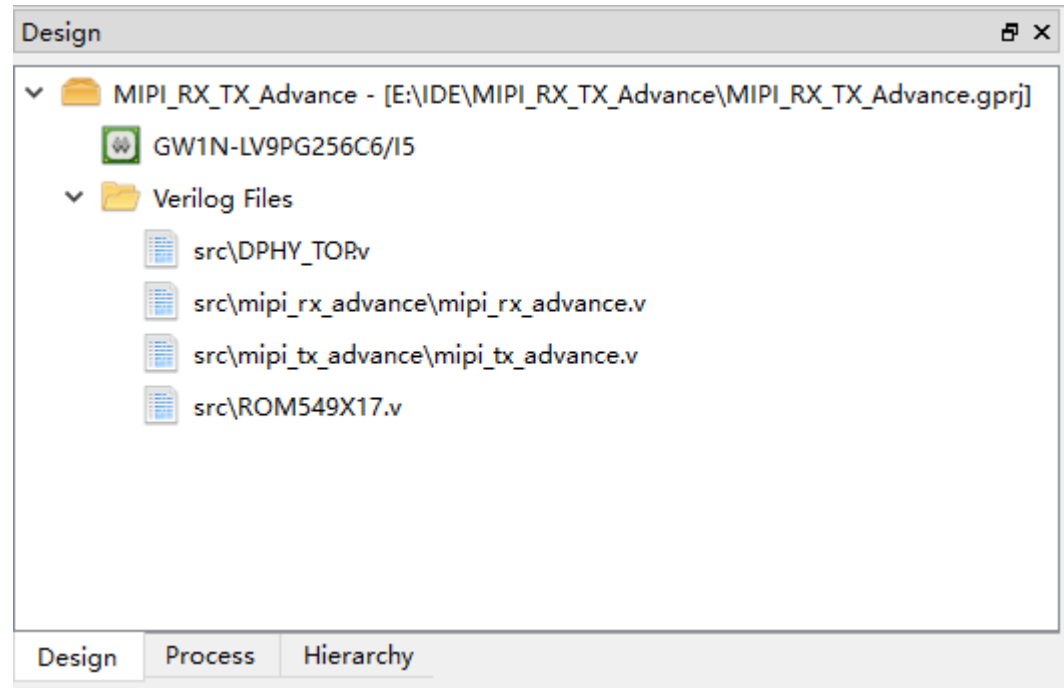 Design
MIPI_RX_TX_Advance - [E:\IDE\MIPI_RX_TX_Advance\MIPI_RX_TX_Advance.gprj]
GW1N-LV9PG256C6/I5
Verilog Files
src\DPHY_TOP.v
src\mipi_rx_advance\mipi_rx_advance.v
src\mipi_tx_advance\mipi_tx_advance.v
src\ROM549X17.v
Design Process Hierarchy